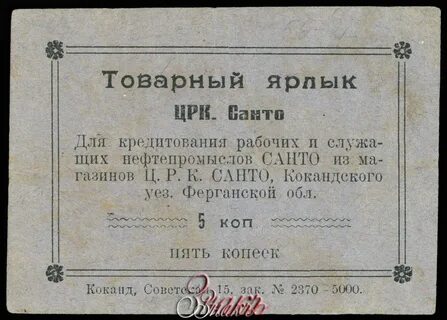 Товарный ярлык
ЦРК. Санто
Для кредитования рабочих и служа-
щих нефтепромыслов САНТО из ма-
газинов Ц. Р. К. САНТО, Кокандского
уез. Ферганской обл.
5 коп
пять копеек
Коканд, Советская 15, зак. № 2370 -5000.